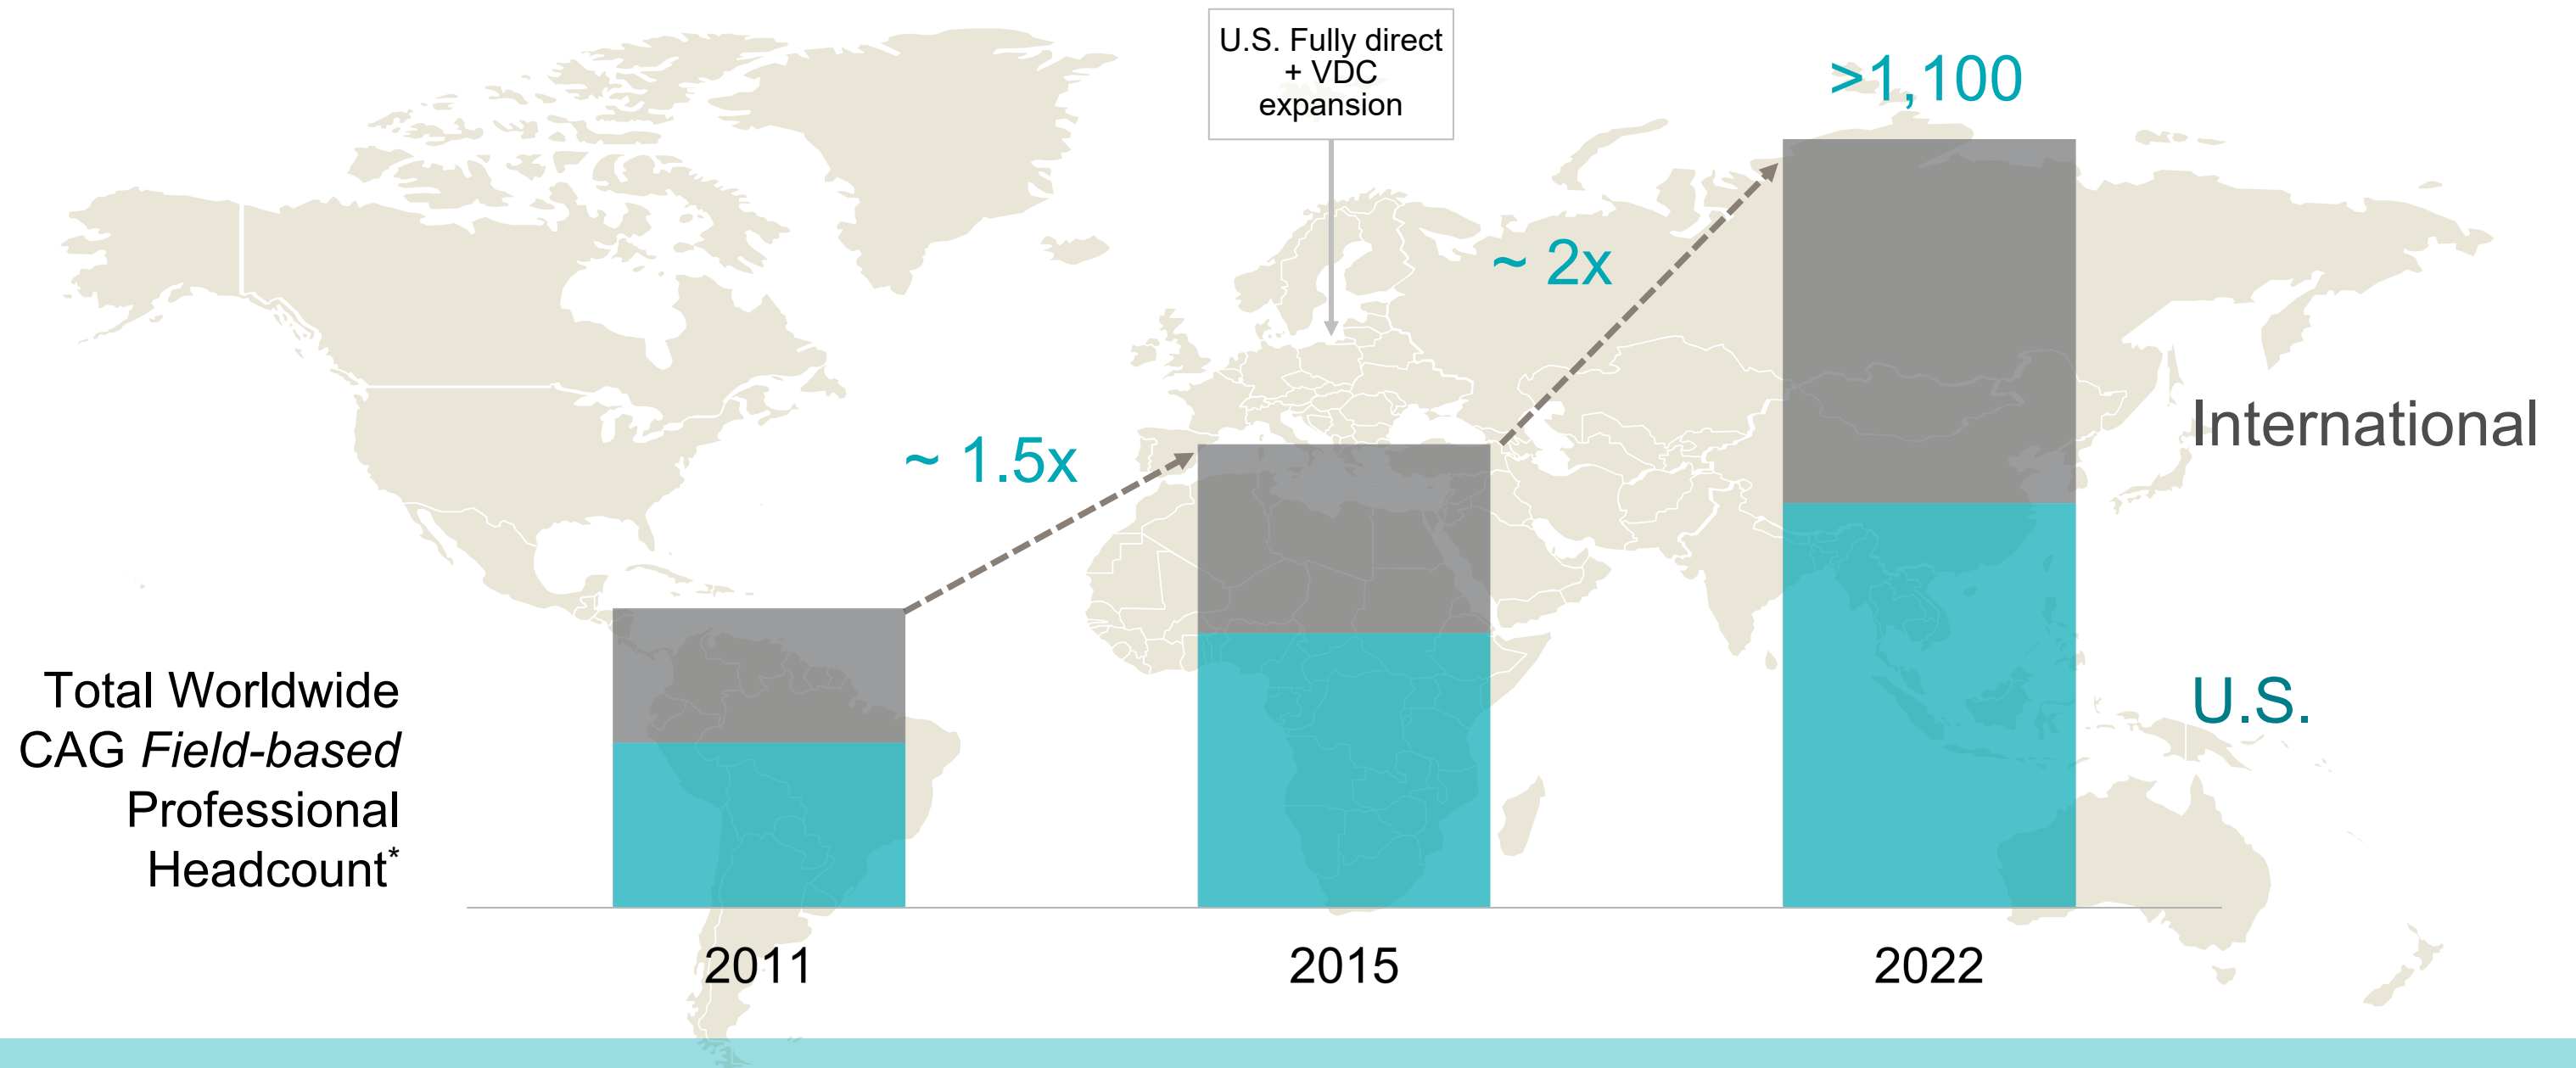 U.S. Fully direct
+ VDC
expansion
>1,100
~ 2x
~ 1.5x
International
U.S.
Total Worldwide
CAG Field-based
Professional
Headcount*
2011
2015
2022